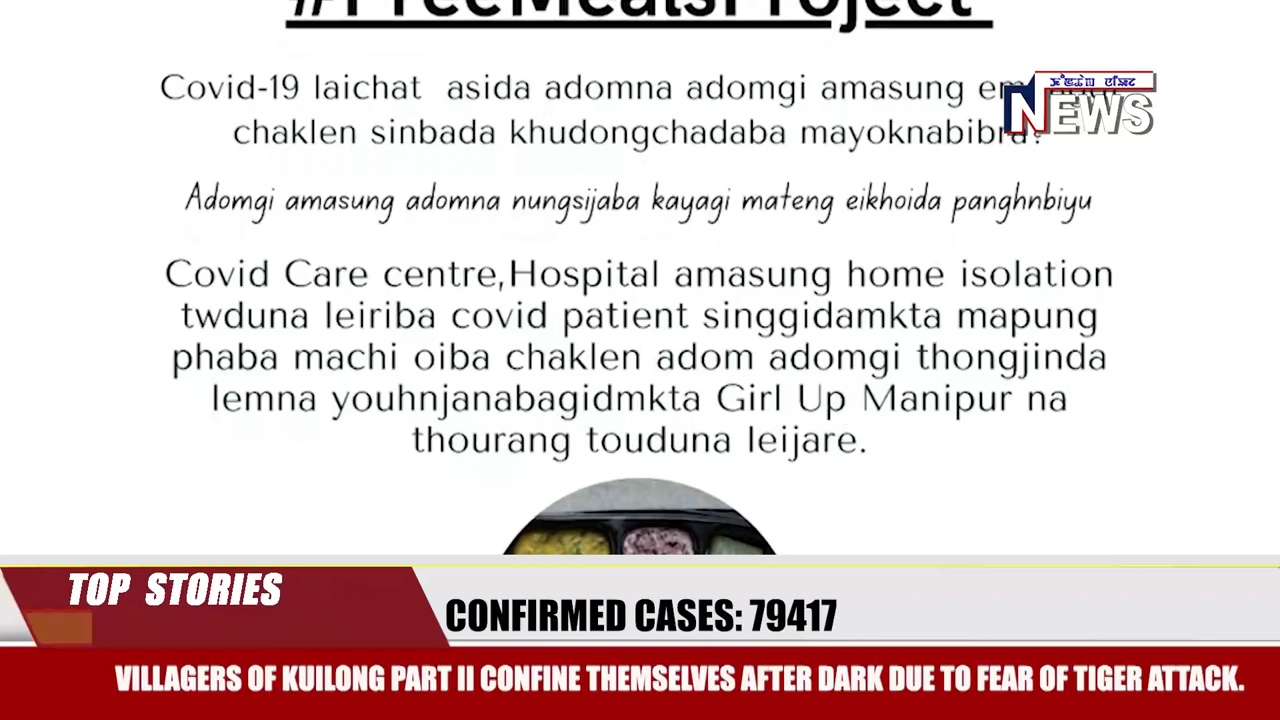 #FreeMealsProject
Covid-19 laichat asida adomna adomgi amasung
chaklen sinbada khudongchadaba mayoknabibra?
Adomgi amasung adomna nungsijaba kayagi mateng eikhoida panghnbiyu
Covid Care centre,Hospital amasung home isolation
twduna leiriba covid patient singgidamkta mapung
phaba machi oiba chaklen adom adomgi thongjinda
lemna youhnjanabagidmkta Girl Up Manipur na
thourang touduna leijare.
NEWS
TOP STORIES
CONFIRMED CASES: 79417
VILLAGERS OF KUILONG PART II CONFINE THEMSELVES AFTER DARK DUE TO FEAR OF TIGER ATTACK.